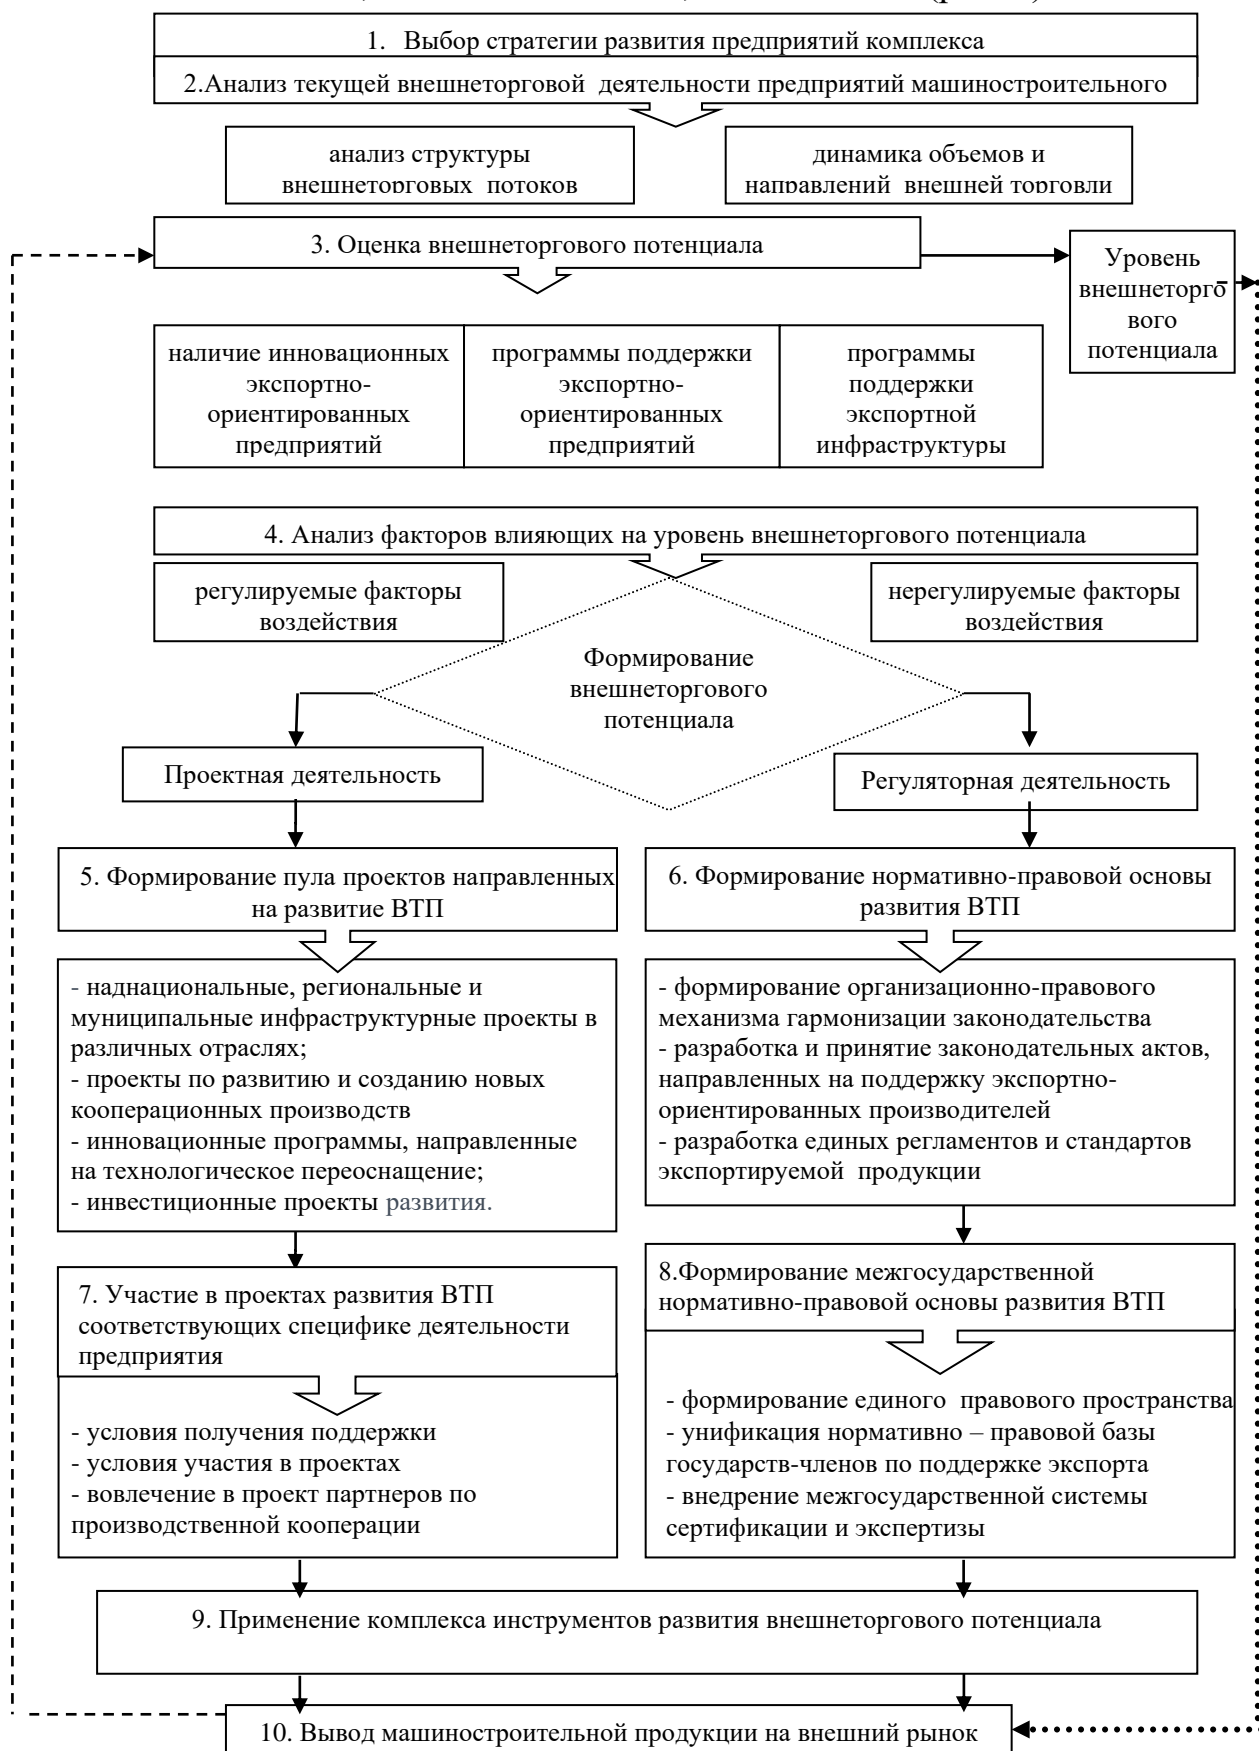 1. Выбор стратегии развития предприятий комплекса
2.Анализ текущей внешнеторговой деятельности предприятий машиностроительного
анализ структуры
внешнеторговых потоков
динамика объемов и
направлений внешней торговли
3. Оценка внешнеторгового потенциала
Уровень
внешнеторго
вого
потенциала
наличие инновационных
экспортно-
ориентированных
предприятий
программы поддержки
экспортно-
ориентированных
предприятий
программы
поддержки
экспортной
инфраструктуры
4. Анализ факторов влияющих на уровень внешнеторгового потенциала
регулируемые факторы
воздействия
нерегулируемые факторы
воздействия
Формирование
внешнеторгового
потенциала
Проектная деятельность
Регуляторная деятельность
5. Формирование пула проектов направленных
на развитие ВТП
6. Формирование нормативно-правовой основы
развития ВТП
- наднациональные, региональные и
муниципальные инфраструктурные проекты в
различных отраслях;
- проекты по развитию и созданию новых
кооперационных производств
- инновационные программы, направленные
на технологическое переоснащение;
- инвестиционные проекты развития.
- формирование организационно-правового
механизма гармонизации законодательства
- разработка и принятие законодательных актов,
направленных на поддержку экспортно-
ориентированных производителей
- разработка единых регламентов и стандартов
экспортируемой продукции
7. Участие в проектах развития ВТП
соответствующих специфике деятельности
предприятия
8.Формирование межгосударственной
нормативно-правовой основы развития ВТП
- условия получения поддержки
- условия участия в проектах
- вовлечение в проект партнеров по
производственной кооперации
- формирование единого правового пространства
- унификация нормативно – правовой базы
государств-членов по поддержке экспорта
- внедрение межгосударственной системы
сертификации и экспертизы
9. Применение комплекса инструментов развития внешнеторгового потенциала
10. Вывод машиностроительной продукции на внешний рынок